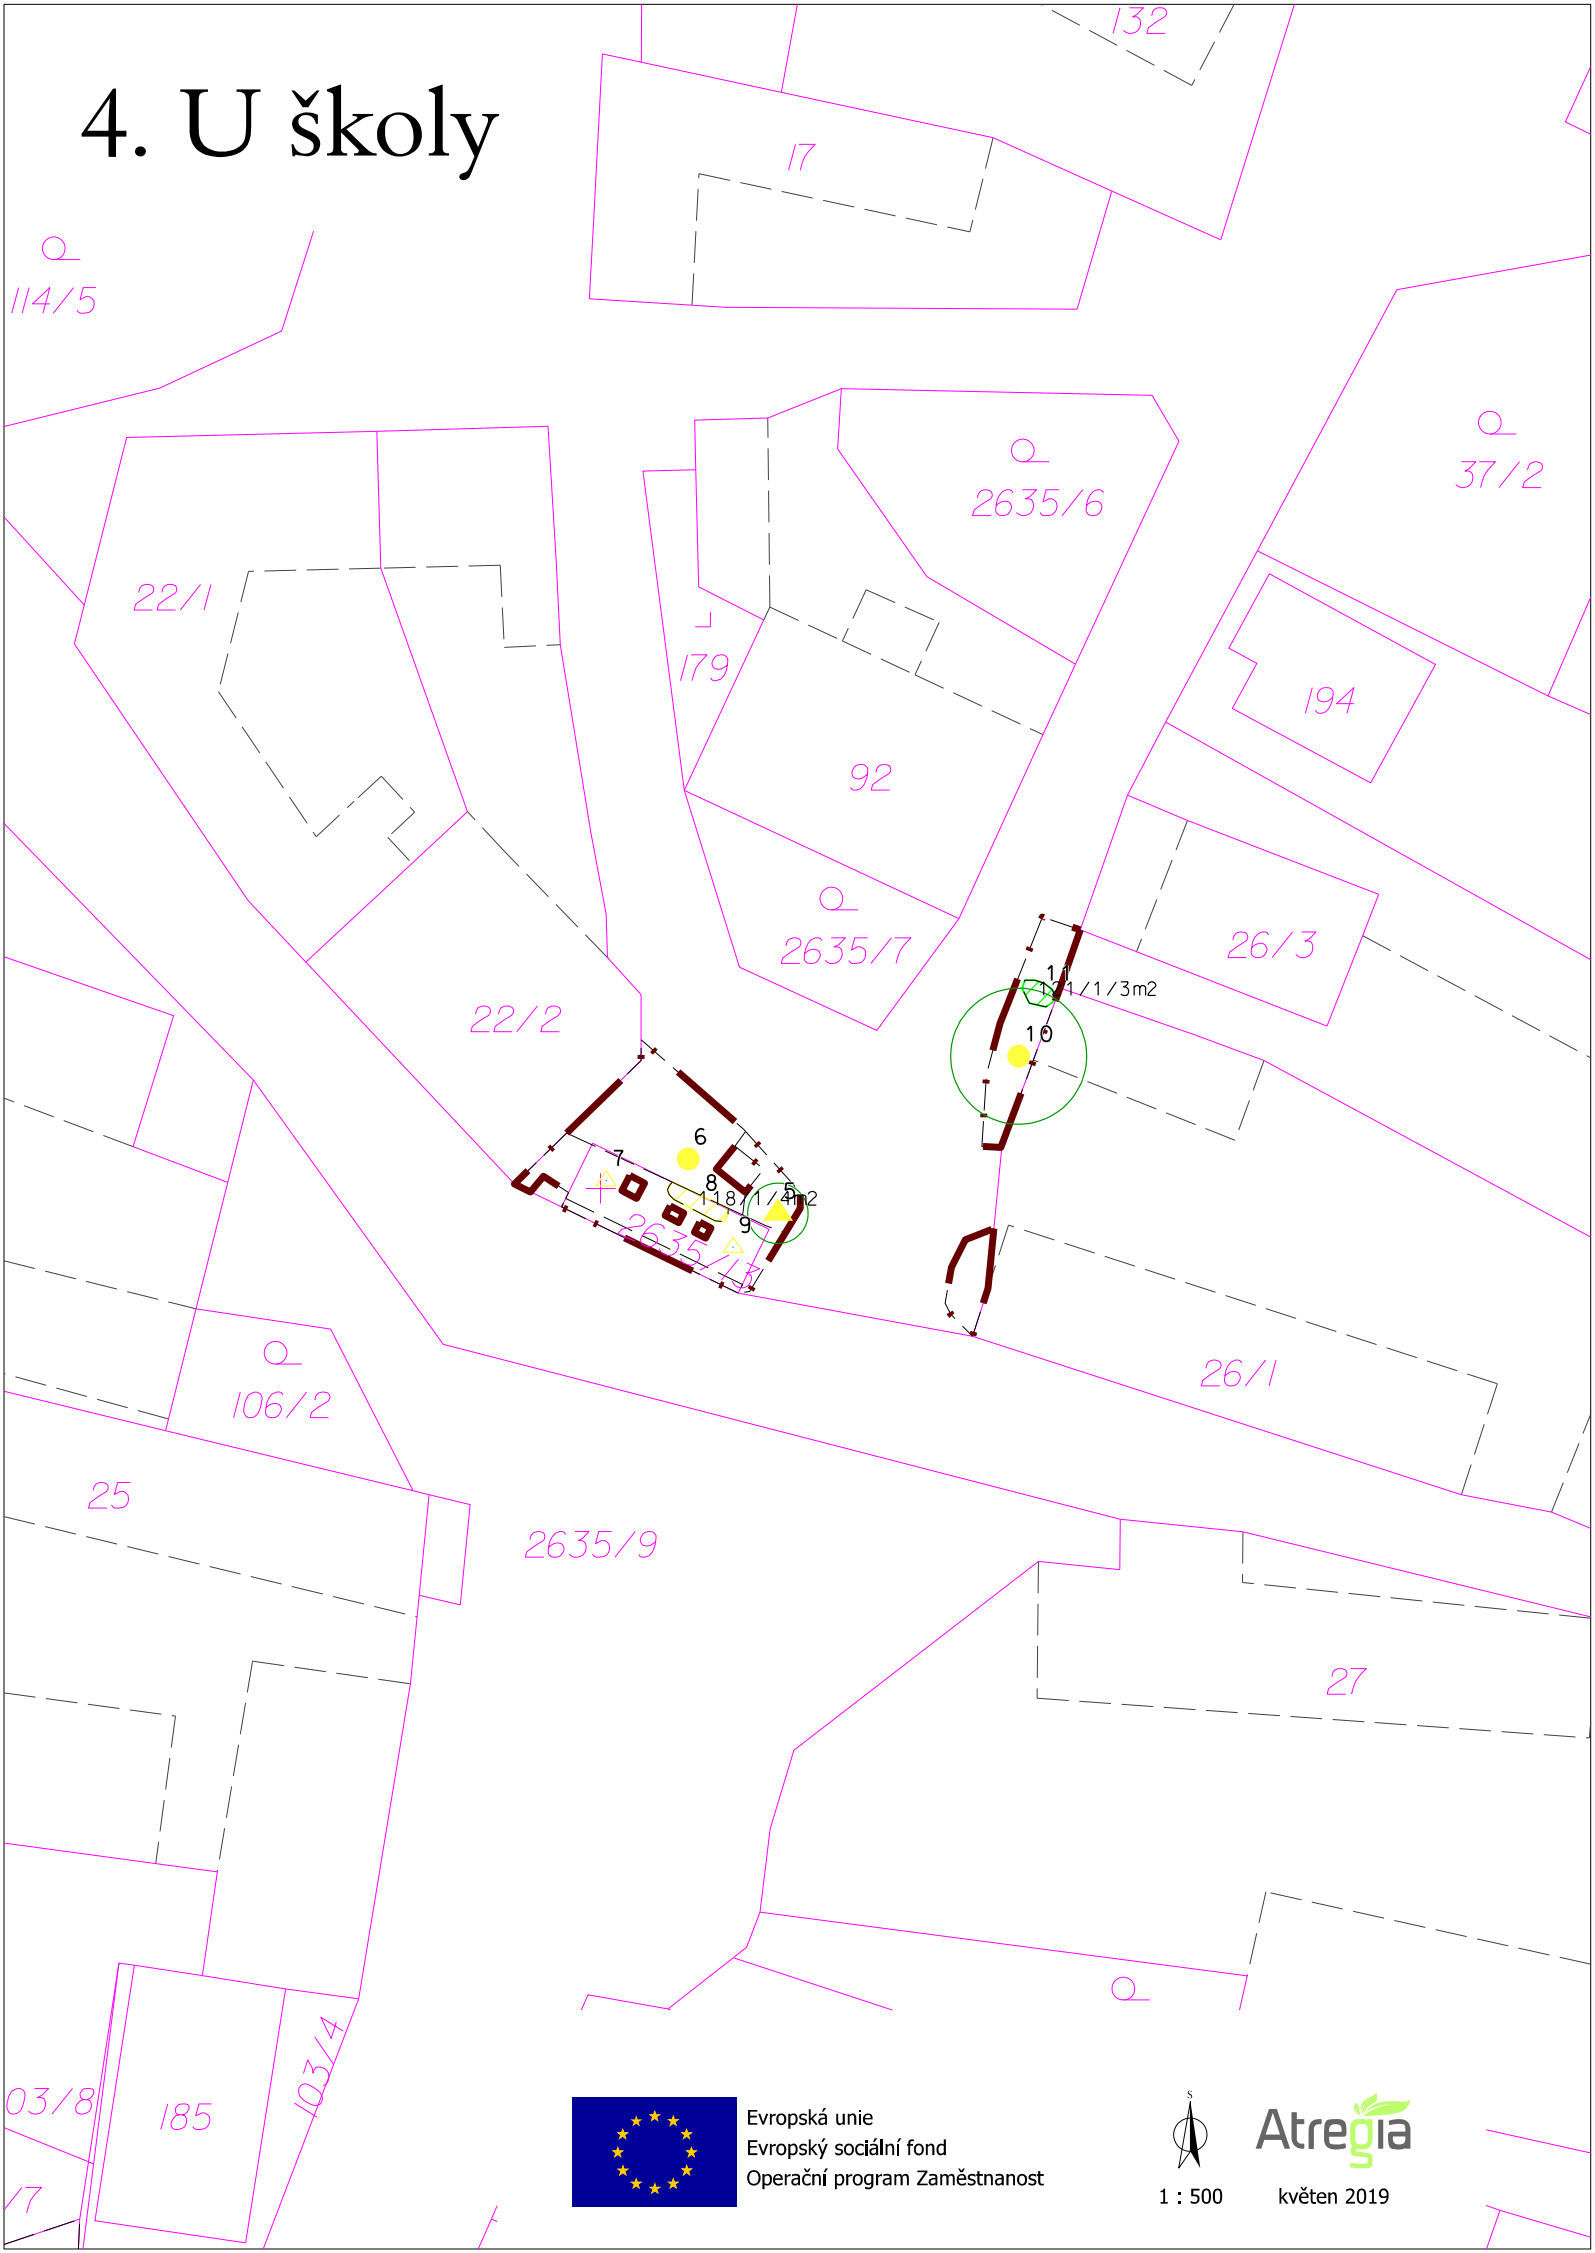 132
4. U školy
17
114/5
37/2
2635/6
22/1
179
194
92
26/3
2635/7
11
121/1/3m2
22/2
10
6
7
8
5
118/1/4m2
9
2635/13
26/1
106/2
25
2635/9
27
103/4
03/8
185
/7
S
Evropská unie
Evropský sociální fond
Operační program Zaměstnanost
Atregia
1 : 500
květen 2019